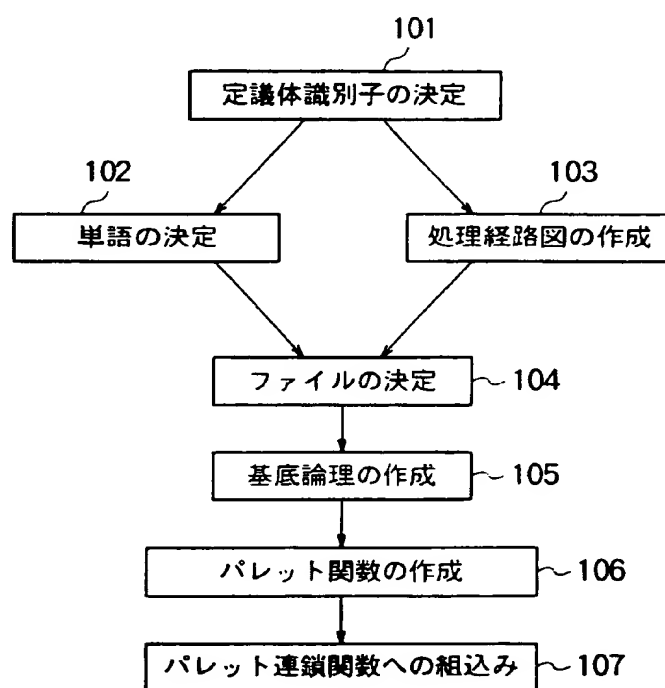 101
定議体識別子の決定
102
単語の決定
103
処理経路図の作成
ファイルの決定 104
基底論理の作成 105
パレット関数の作成 106
パレット連鎖関数への組込み 107